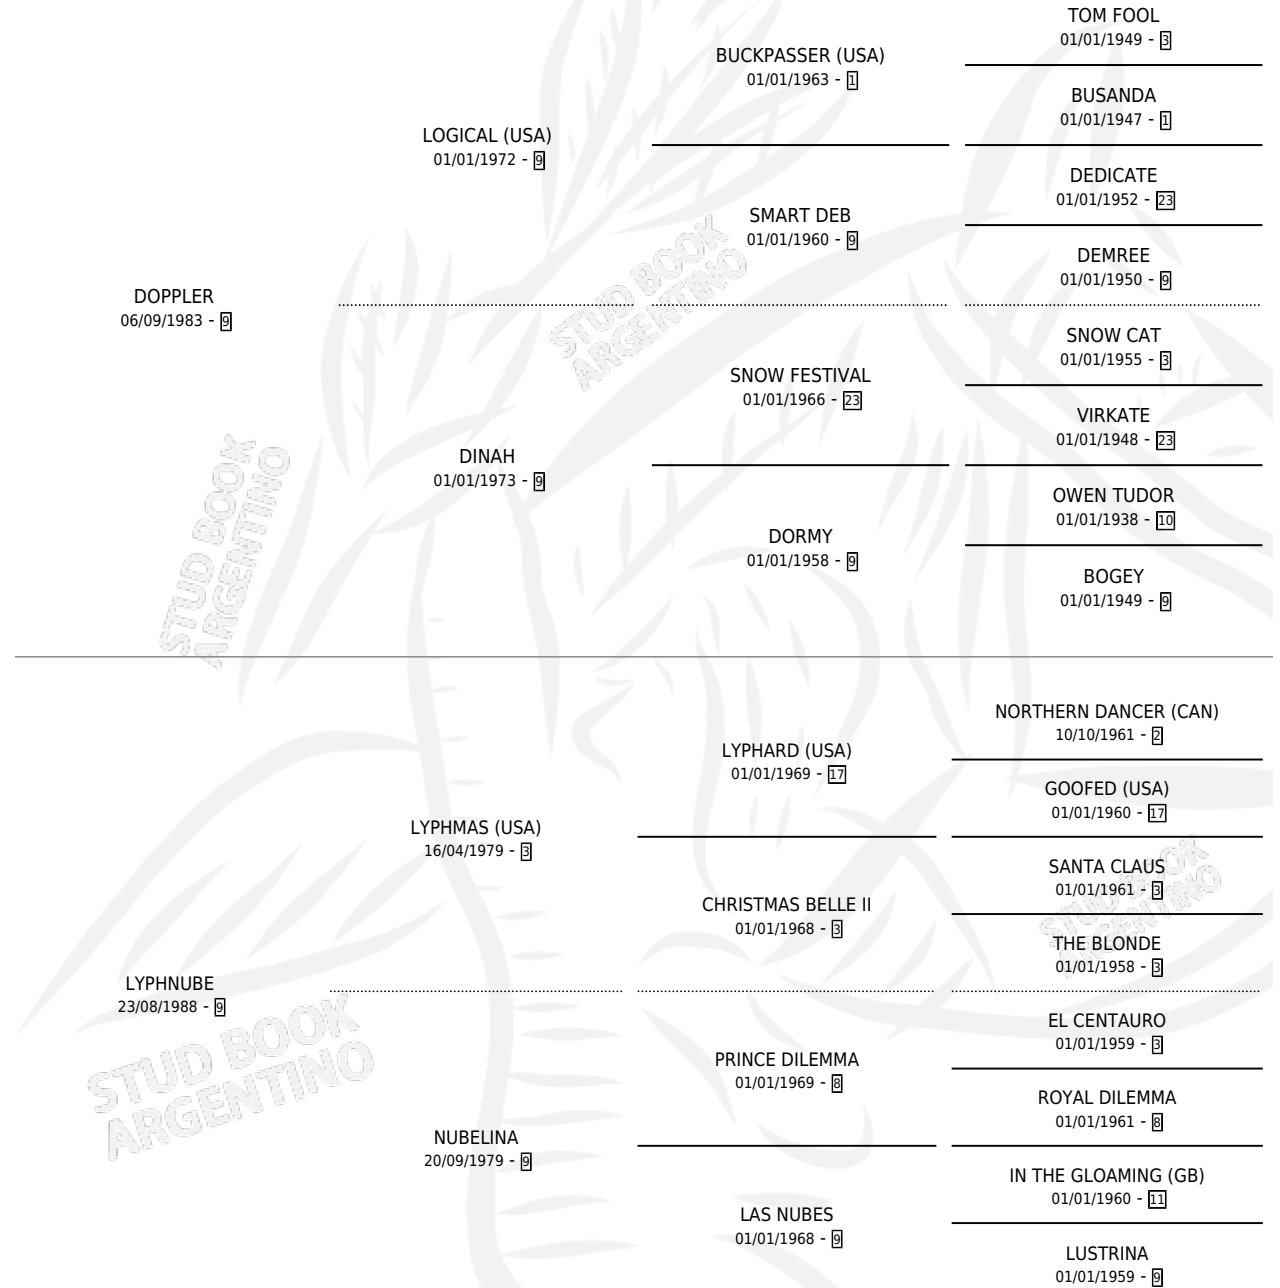 TOM FOOL
01/01/1949 - 3
BUCKPASSER (USA)
01/01/1963 - 1
BUSANDA
01/01/1947 - 1
LOGICAL (USA)
01/01/1972 - 9
DEDICATE
01/01/1952 - 23
SMART DEB
01/01/1960 - 9
DEMREE
01/01/1950 - 9
DOPPLER
06/09/1983 - 9
SNOW CAT
01/01/1955 - 3
SNOW FESTIVAL
01/01/1966 - 23
VIRKATE
01/01/1948 - 23
DINAH
01/01/1973 - 9
OWEN TUDOR
01/01/1938 - 10
DORMY
01/01/1958 - 9
BOGEY
01/01/1949 - 9
NORTHERN DANCER (CAN)
10/10/1961 - 2
LYPHARD (USA)
01/01/1969 - 17
GOOFED (USA)
01/01/1960 - 17
LYPHMAS (USA)
16/04/1979 - 3
SANTA CLAUS
01/01/1961 - 3
CHRISTMAS BELLE II
01/01/1968 - 3
THE BLONDE
01/01/1958 - 3
LYPHNUBE
23/08/1988 - 9
EL CENTAURO
01/01/1959 - 3
PRINCE DILEMMA
01/01/1969 - 8
ROYAL DILEMMA
01/01/1961 - 8
NUBELINA
20/09/1979 - 9
IN THE GLOAMING (GB)
01/01/1960 - 11
LAS NUBES
01/01/1968 - 9
LUSTRINA
01/01/1959 - 9
STUD BOOK
ARGENTINO
STUD BOOK
ARGENTINO
STUD BOOK
ARGENTINO
STUD BOOK
ARGENTINO